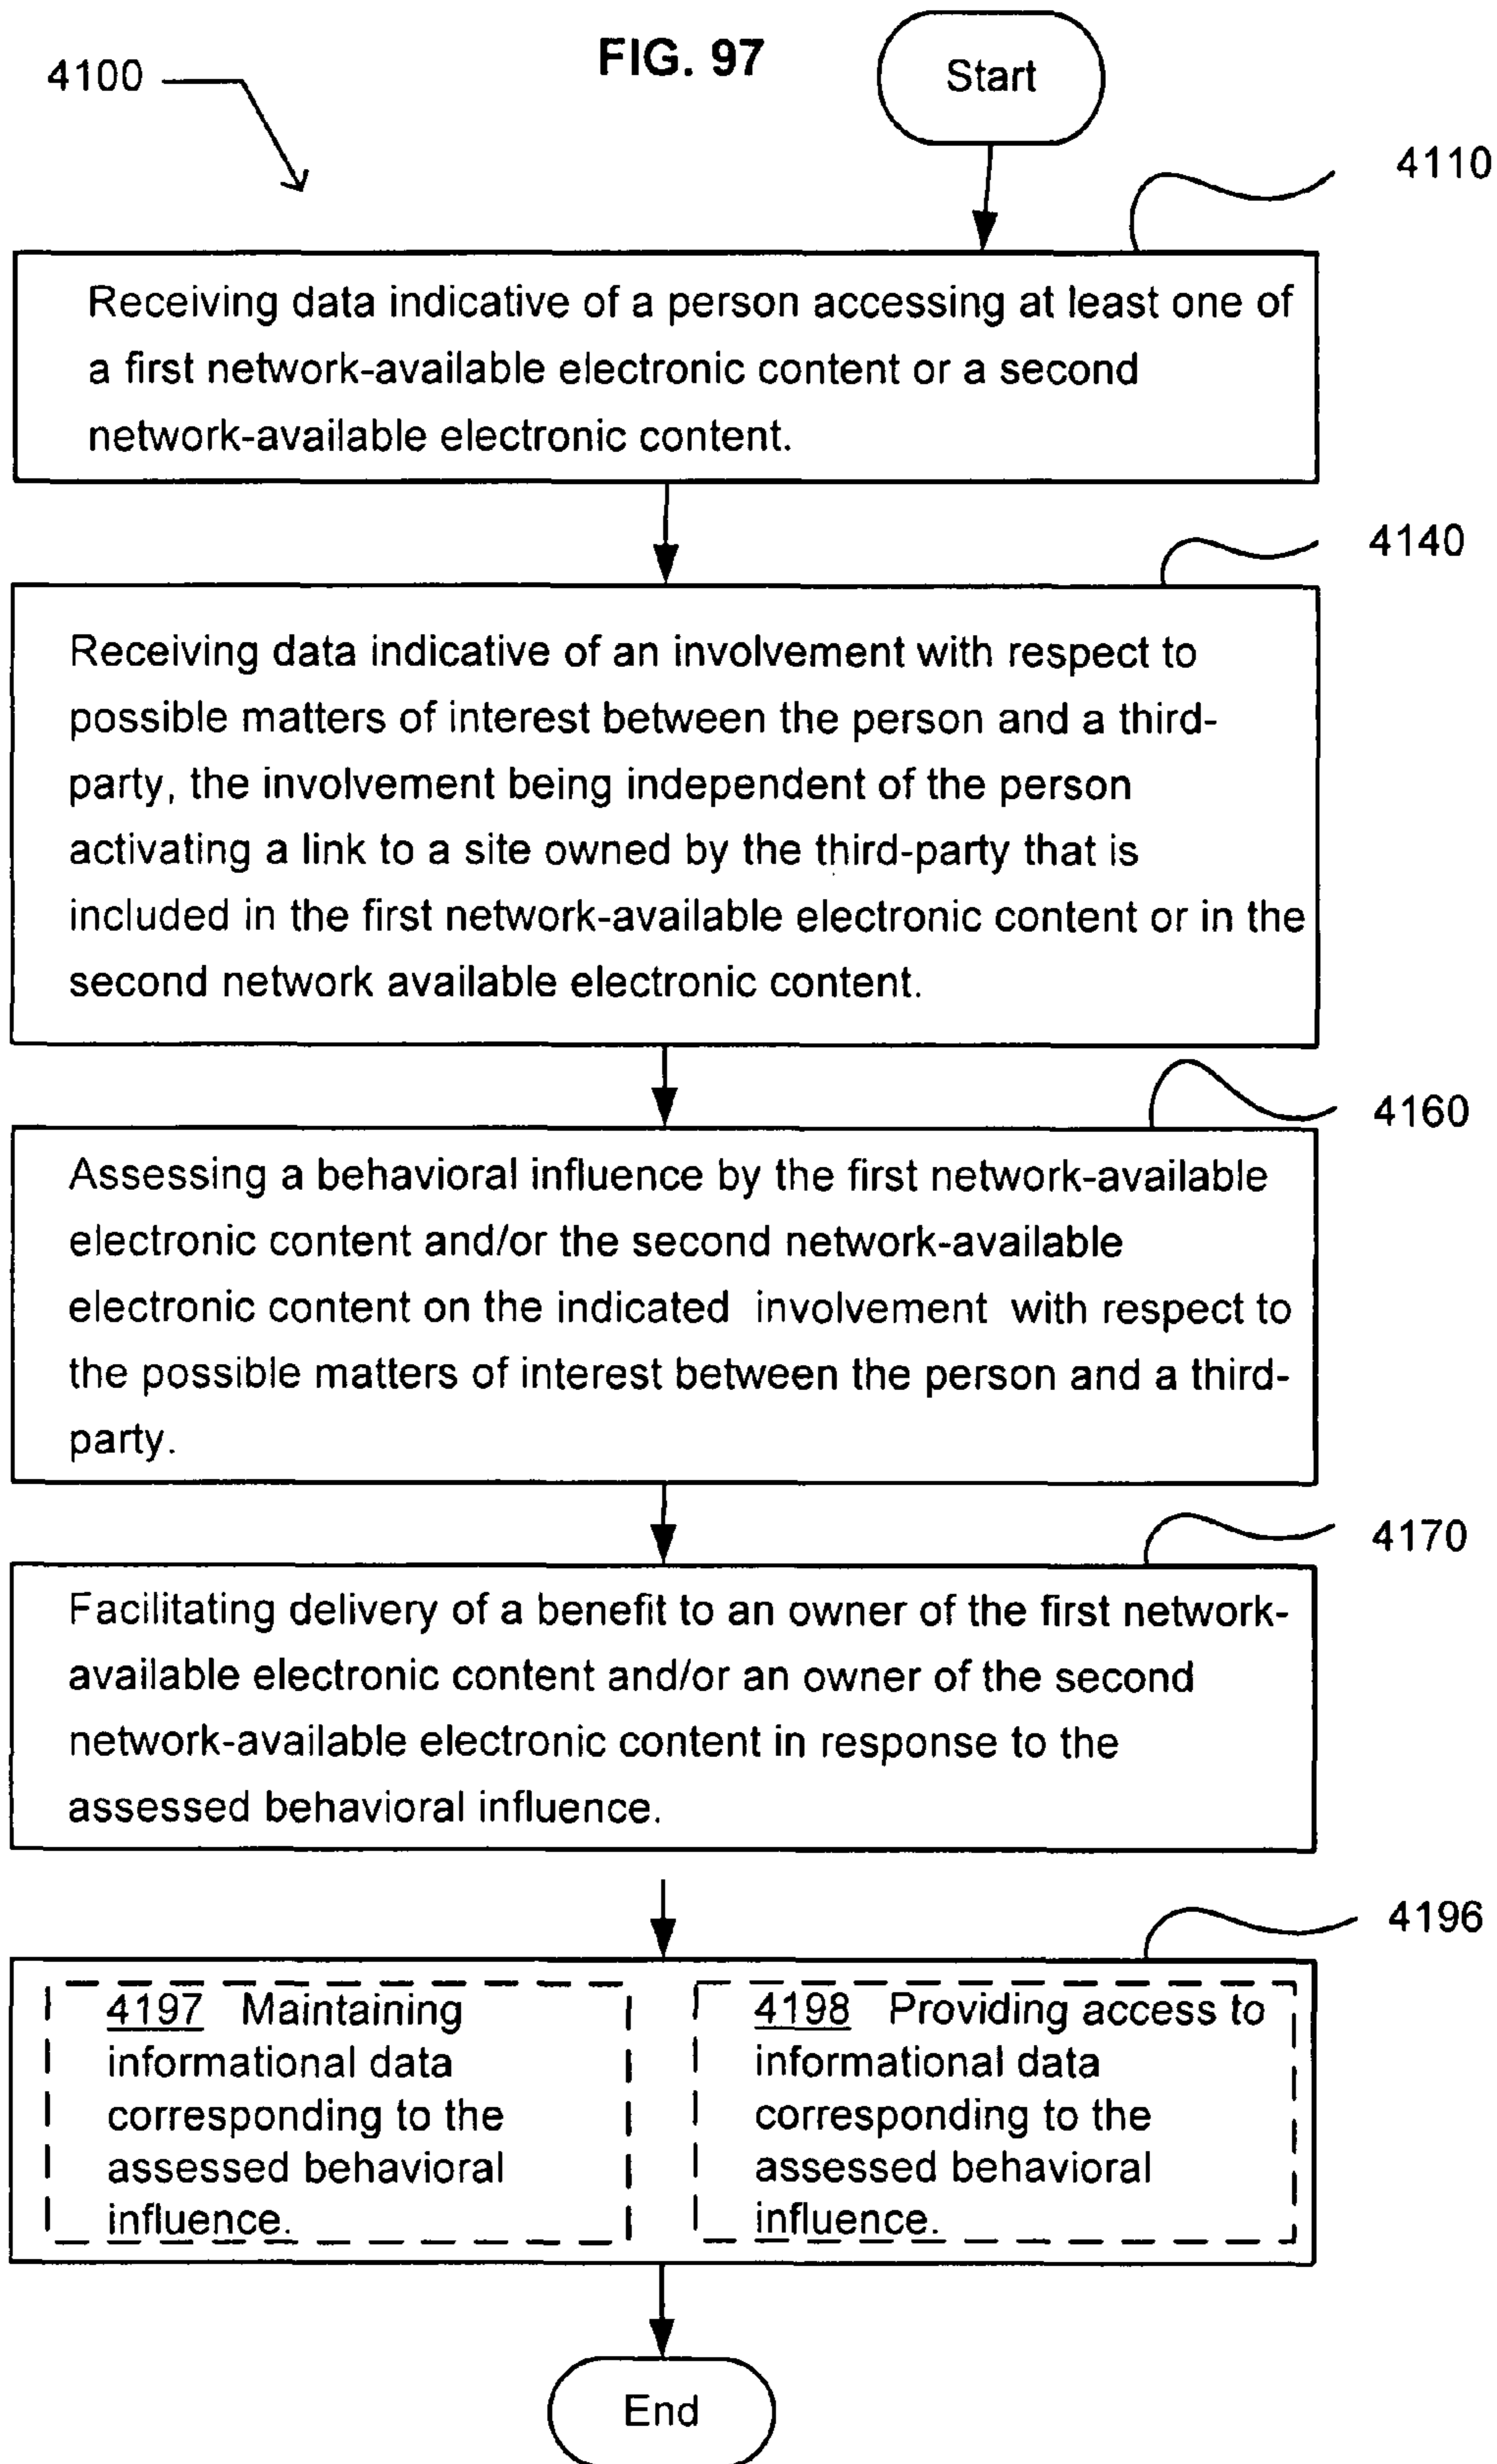 FIG. 97
4100
Start
4110
Receiving data indicative of a person accessing at least one of
a first network-available electronic content or a second
network-available electronic content.
4140
Receiving data indicative of an involvement with respect to
possible matters of interest between the person and a third-
party, the involvement being independent of the person
activating a link to a site owned by the third-party that is
included in the first network-available electronic content or in the
second network available electronic content.
4160
Assessing a behavioral influence by the first network-available
electronic content and/or the second network-available
electronic content on the indicated involvement with respect to
the possible matters of interest between the person and a third-
party.
4170
Facilitating delivery of a benefit to an owner of the first network-
available electronic content and/or an owner of the second
network-available electronic content in response to the
assessed behavioral influence.
4196
4197 Maintaining
informational data
corresponding to the
assessed behavioral
influence.
4198 Providing access to
informational data
corresponding to the
assessed behavioral
influence.
End